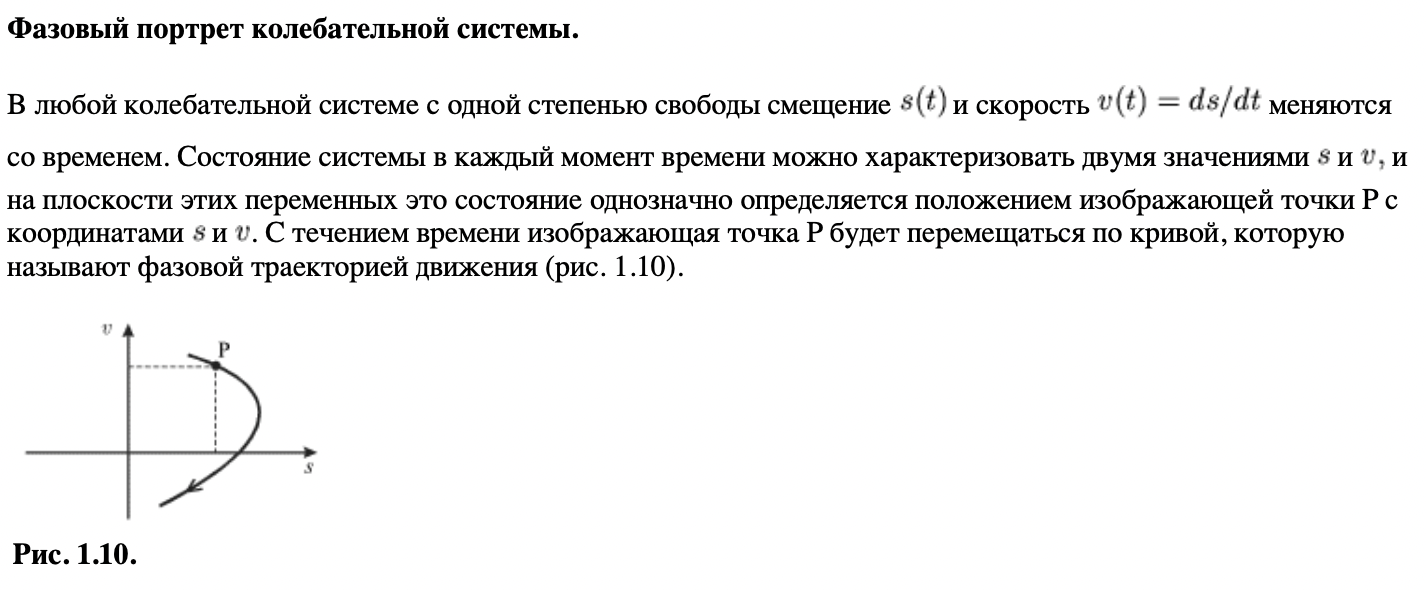 Фазовый портрет колебательной системы.
В любой колебательной системе с одной степенью свободы смещение s(t) и скорость v(t) = ds/dt меняются
со временем. Состояние системы в каждый момент времени можно характеризовать двумя значениями s и v, и
на плоскости этих переменных это состояние однозначно определяется положением изображающей точки P с
координатами s и v. С течением времени изображающая точка P будет перемещаться по кривой, которую
называют фазовой траекторией движения (рис. 1.10).
v
P
s
Рис. 1.10.